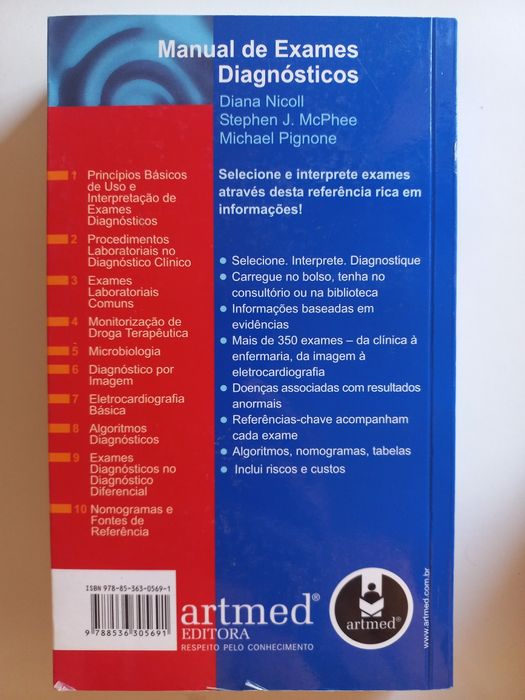 Manual de Exames
Diagnósticos
Diana Nicoll
Stephen J. McPhee
Michael Pignone
1 Princípios Básicos
de Uso e
Interpretação de
Exames
Diagnósticos
2 Procedimentos
Laboratoriais no
Diagnóstico Clínico
3 Exames
Laboratoriais
Comuns
4 Monitorização de
Droga Terapêutica
5 Microbiologia
6 Diagnóstico por
Imagem
7 Eletrocardiografia
Básica
8 Algoritmos
Diagnósticos
9 Exames
Diagnósticos no
Diagnóstico
Diferencial
10 Nomogramas e
Fontes de
Referência
Selecione e interprete exames
através desta referência rica em
informações!
• Selecione. Interprete. Diagnostique
• Carregue no bolso, tenha no
consultório ou na biblioteca
• Informações baseadas em
evidências
• Mais de 350 exames – da clínica à
enfermaria, da imagem à
eletrocardiografia
• Doenças associadas com resultados
anormais
• Referências-chave acompanham
cada exame
• Algoritmos, nomogramas, tabelas
• Inclui riscos e custos
ISBN 978-85-363-0569-1
9 788536 305691
artmed®
EDITORA
RESPEITO PELO CONHECIMENTO
artmed®
www.artmed.com.br